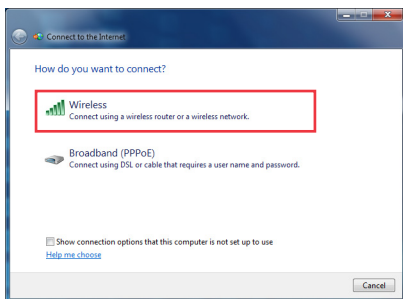 Connect to the Internet
How do you want to connect?
Wireless
Connect using a wireless router or a wireless network.
Broadband (PPPoE)
Connect using DSL or cable that requires a user name and password.
Show connection options that this computer is not set up to use
Help me choose
Cancel